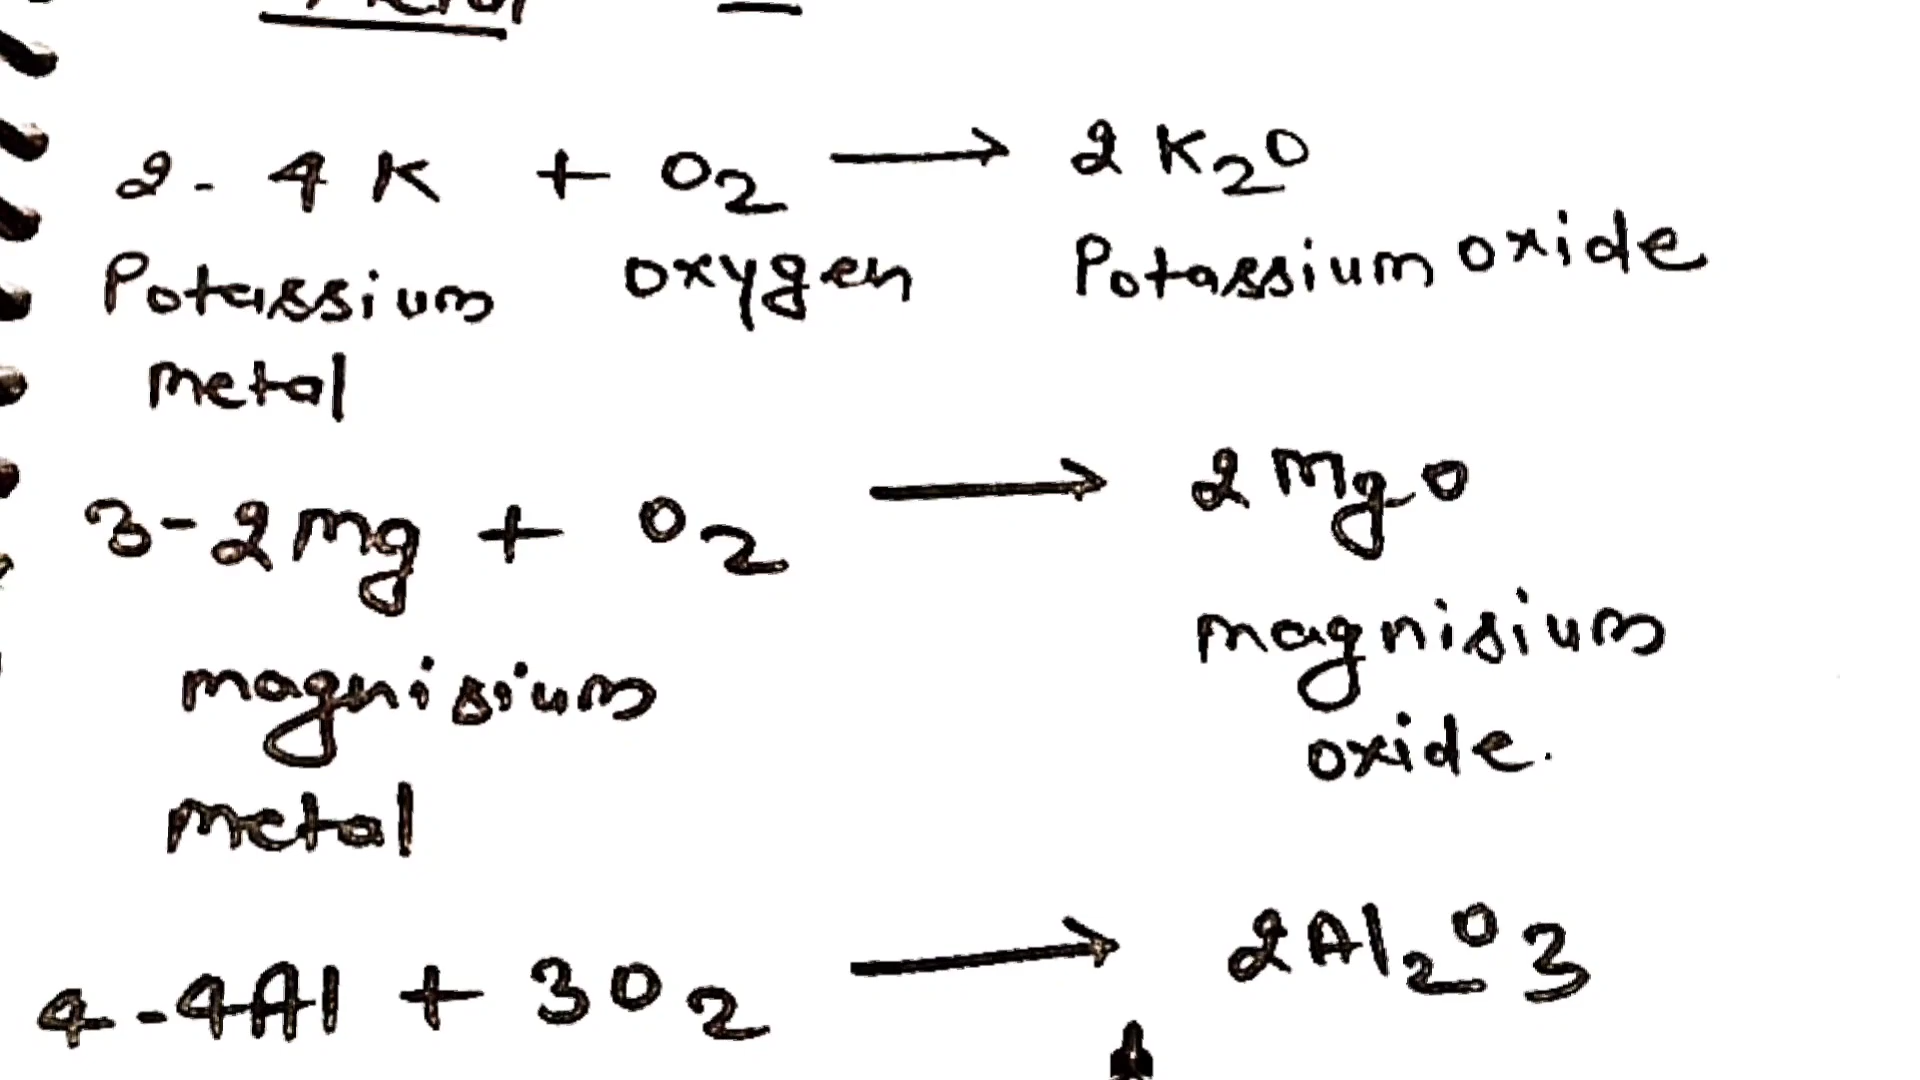 2- 4K + O2 → 2K2O
Potassium oxygen Potassium oxide
metal
3-2mg + O2 → 2MgO
magnisium magnisium
metal oxide.
4-4Al + 3O2 → 2Al2O3